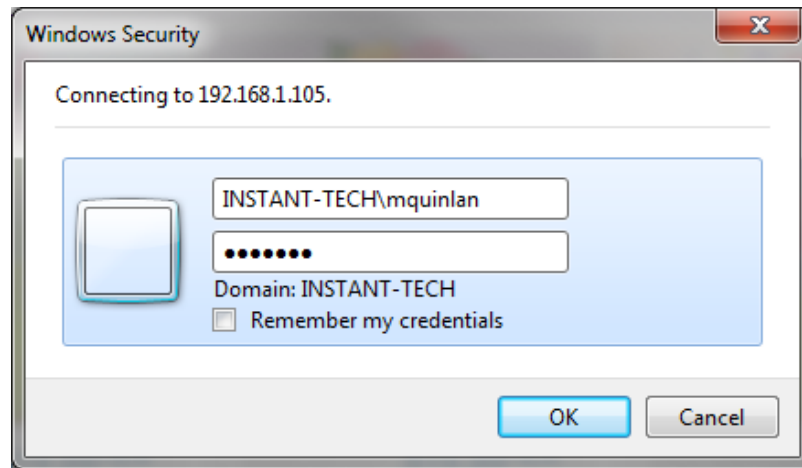 Windows Security
Connecting to 192.168.1.105.
INSTANT-TECH\mquinlan
●●●●●●●
Domain: INSTANT-TECH
Remember my credentials
OK
Cancel